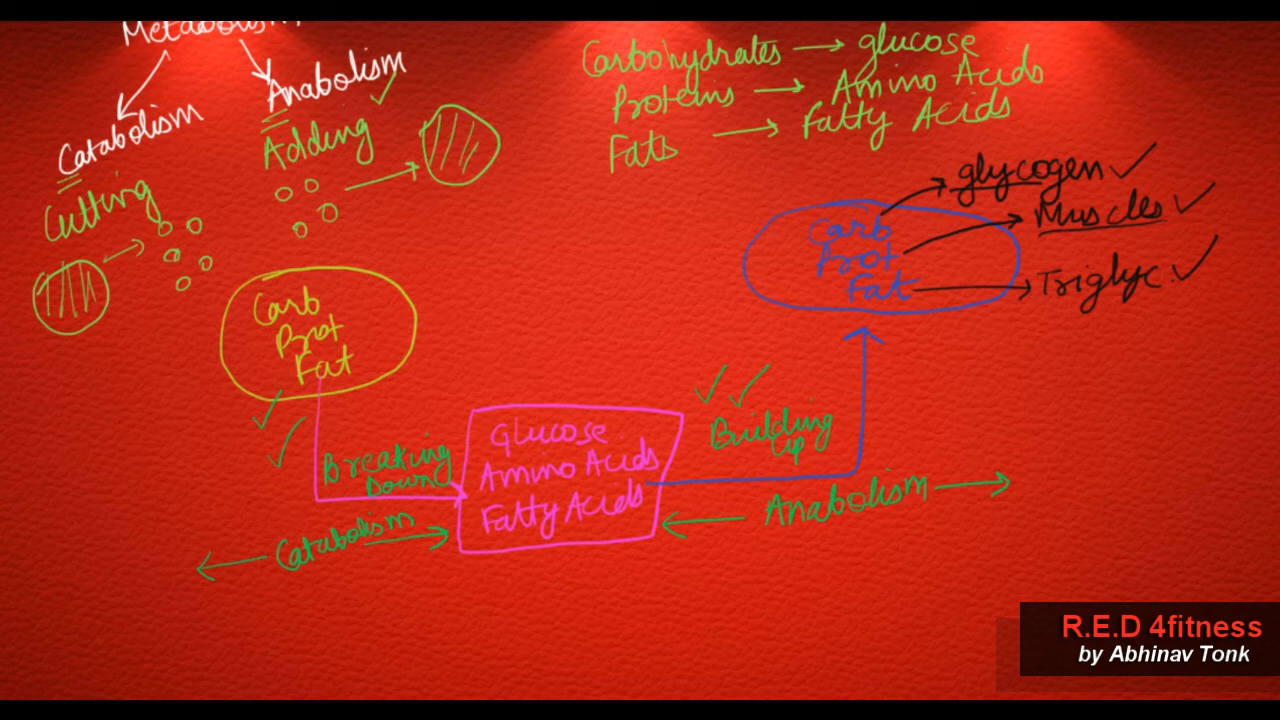 Metabolism
Catabolism
Anabolism
Cutting
Adding
Carbohydrates → glucose
Proteins → Amino Acids
Fats → Fatty Acids
Carb
Prot
Fat
Breaking
Down
Catabolism
Glucose
Amino Acids
Fatty Acids
Building
up
Anabolism
Carb → glycogen ✓
Prot → Muscles ✓
Fat → Triglyc. ✓
R.E.D 4fitness
by Abhinav Tonk